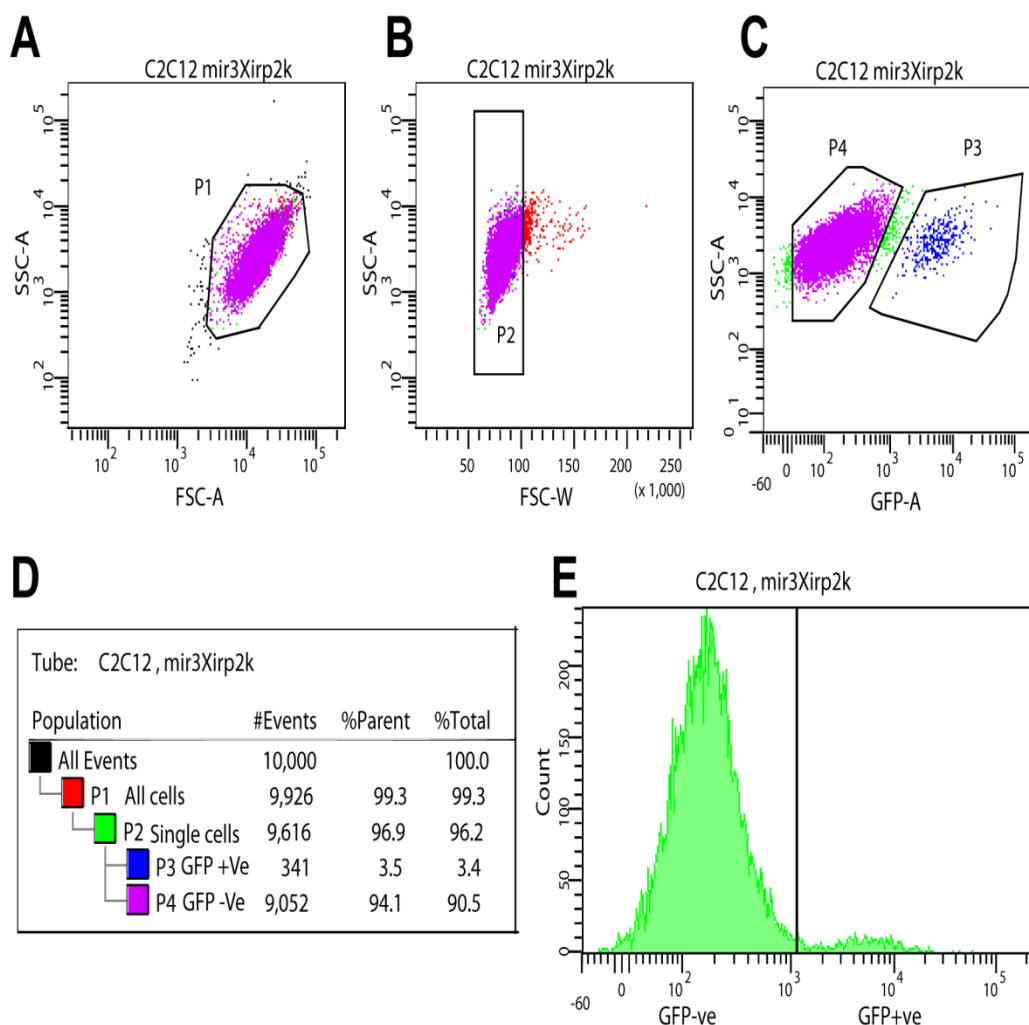 A
C2C12 mir3Xirp2k
10^5
10^4
10^3
10^2
SSC-A
P1
10^2 10^3 10^4 10^5
FSC-A
B
C2C12 mir3Xirp2k
10^5
10^4
10^3
10^2
SSC-A
P2
50 100 150 200 250
(x 1,000)
FSC-W
C
C2C12 mir3Xirp2k
P4 P3
10^5
10^4
10^3
10^2
10^1
0
SSC-A
-60 0 10^2 10^3 10^4 10^5
GFP-A
D
Tube: C2C12 , mir3Xirp2k
Population #Events %Parent %Total
All Events 10,000 100.0
P1 All cells 9,926 99.3 99.3
P2 Single cells 9,616 96.9 96.2
P3 GFP +Ve 341 3.5 3.4
P4 GFP -Ve 9,052 94.1 90.5
E
C2C12 , mir3Xirp2k
200
150
100
50
0
Count
-60 0 10^2 10^3 10^4 10^5
GFP-ve GFP+ve